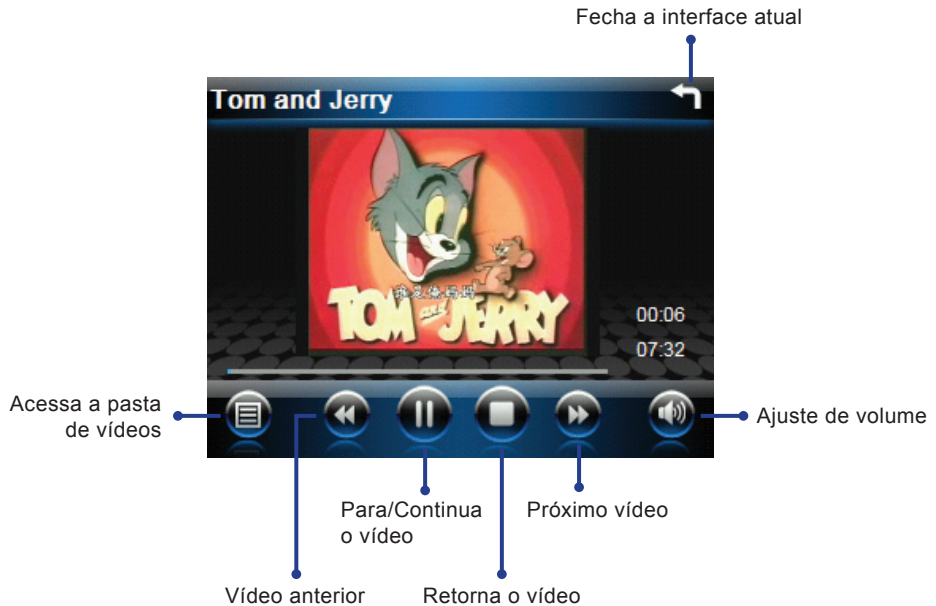 Fecha a interface atual
Tom and Jerry
TOM AND JERRY
00:06
07:32
Acessa a pasta
de vídeos
Ajuste de volume
Para/Continua
o vídeo
Próximo vídeo
Vídeo anterior
Retorna o vídeo